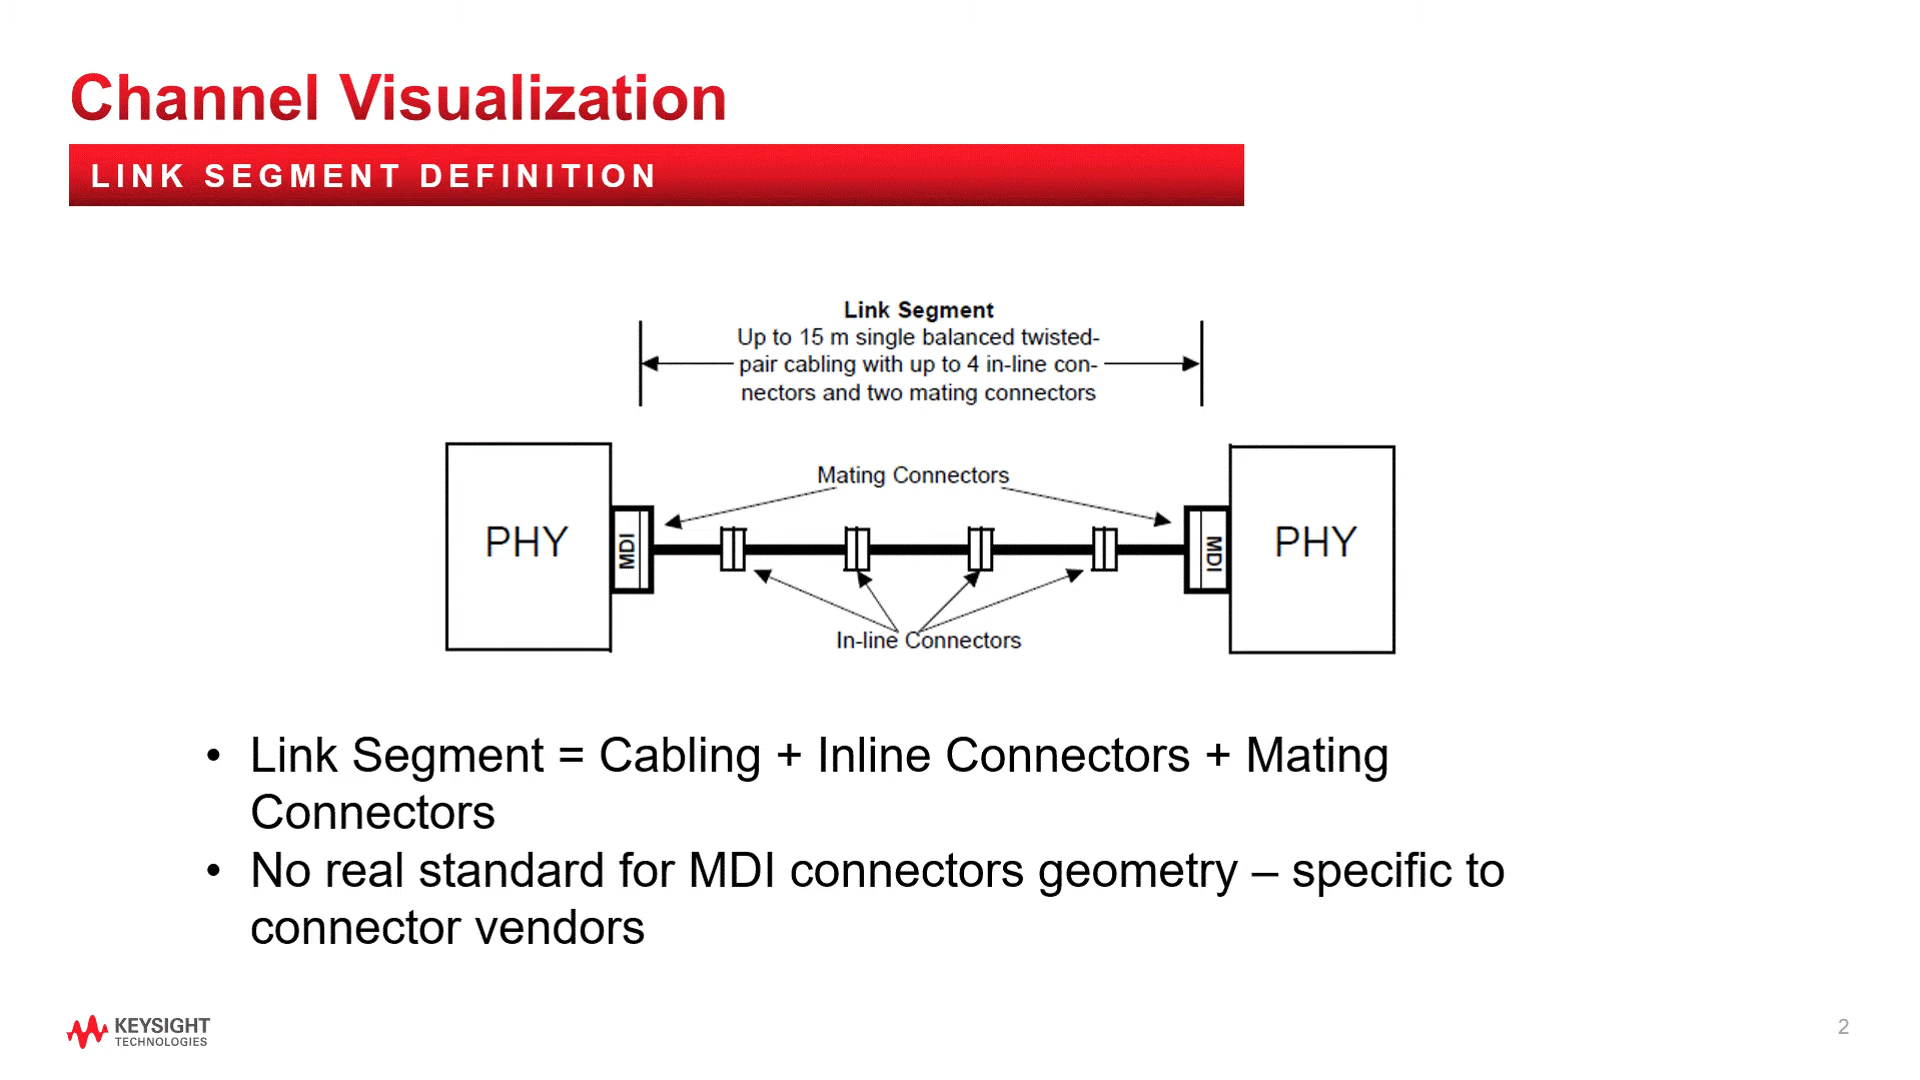 Channel Visualization
LINK SEGMENT DEFINITION
Link Segment
Up to 15 m single balanced twisted-
pair cabling with up to 4 in-line con-
nectors and two mating connectors
Mating Connectors
PHY
MDI
MDI
PHY
In-line Connectors
• Link Segment = Cabling + Inline Connectors + Mating
Connectors
• No real standard for MDI connectors geometry – specific to
connector vendors
KEYSIGHT
TECHNOLOGIES
2